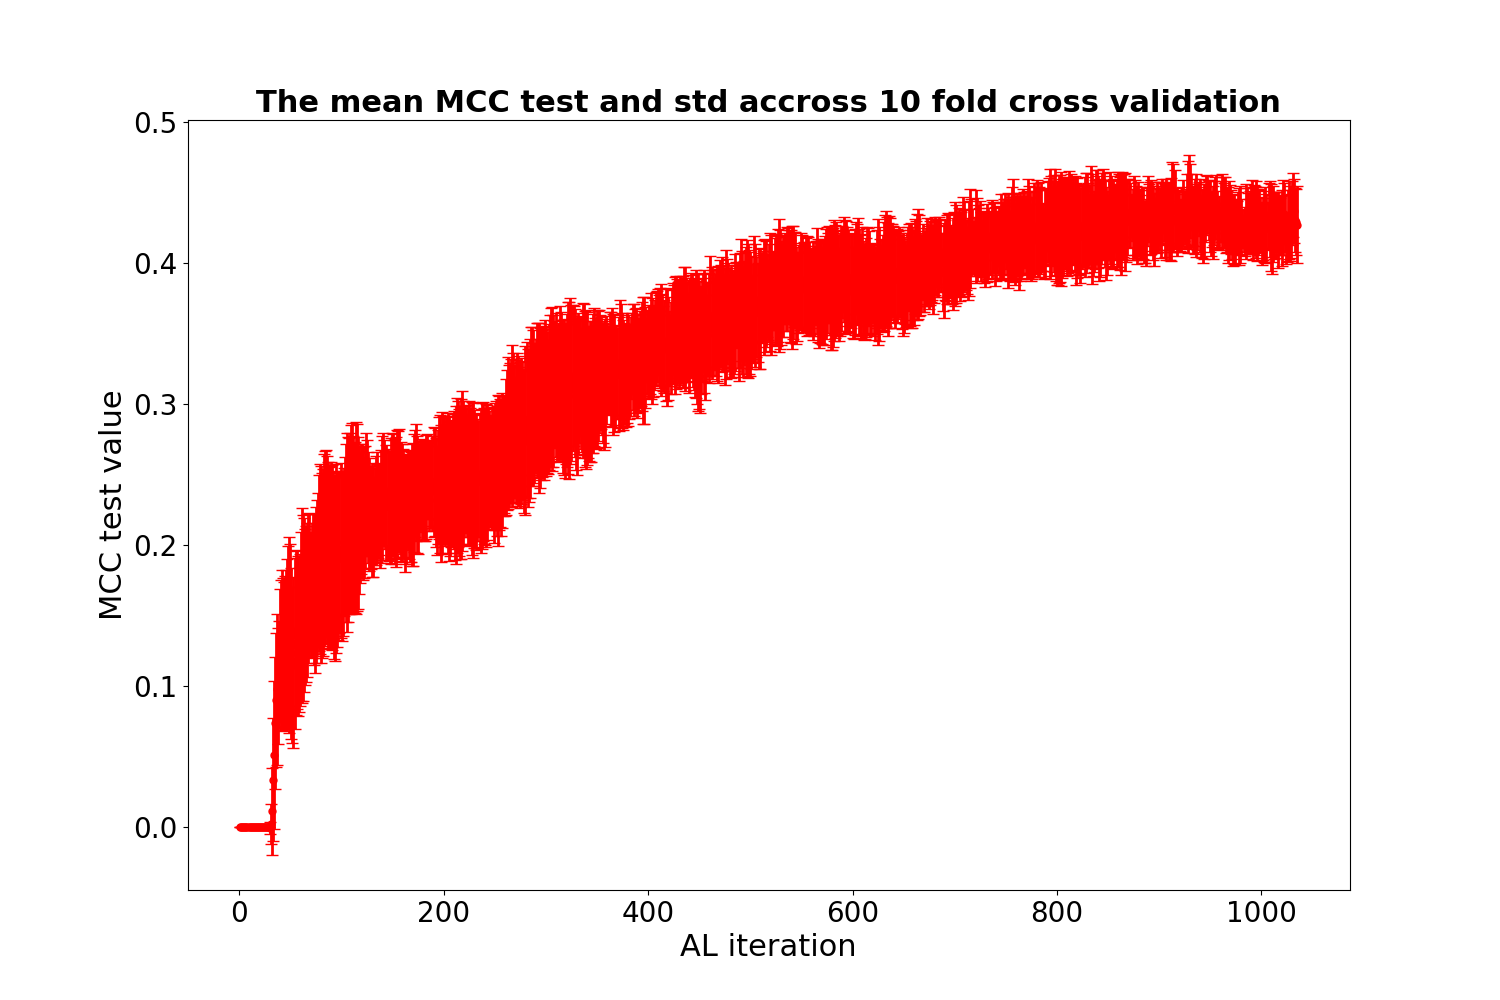 The mean MCC test and std accross 10 fold cross validation
0.5
0.4
0.3
0.2
0.1
0.0
MCC test value
0 200 400 600 800 1000
AL iteration